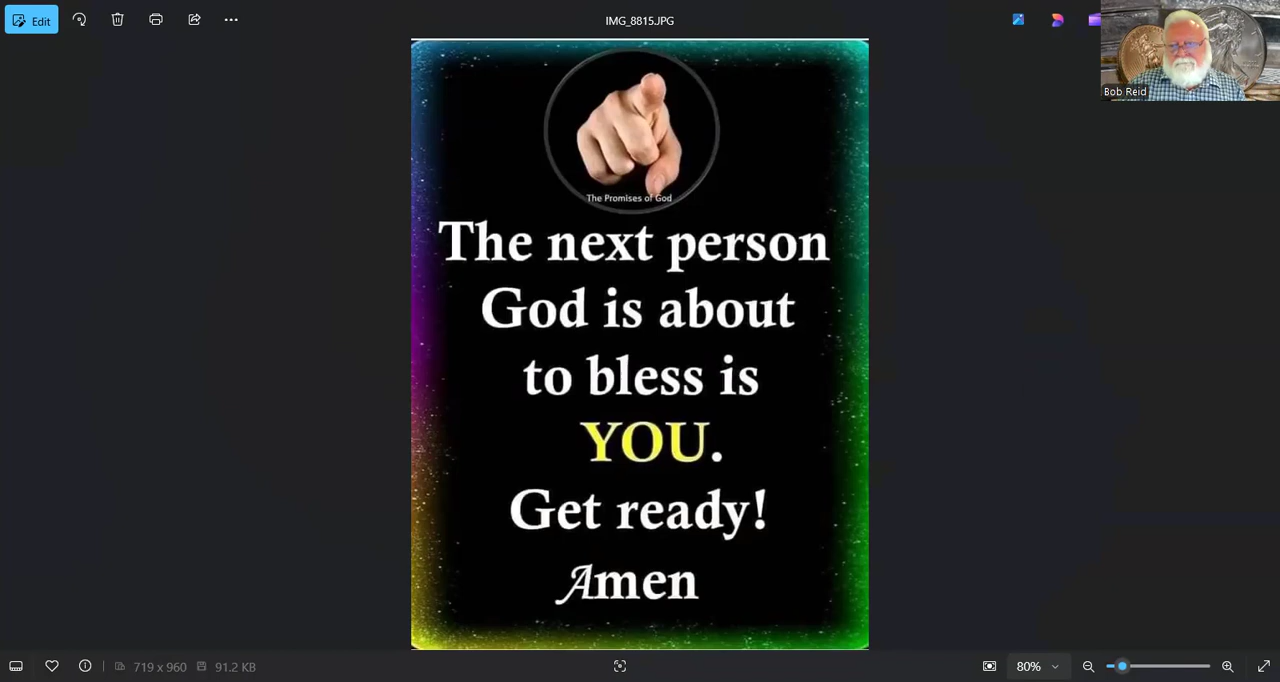 Edit
IMG_8815.JPG
Bob Reid
The Promises of God
The next person
God is about
to bless is
YOU.
Get ready!
Amen
719 x 960
91.2 KB
80%